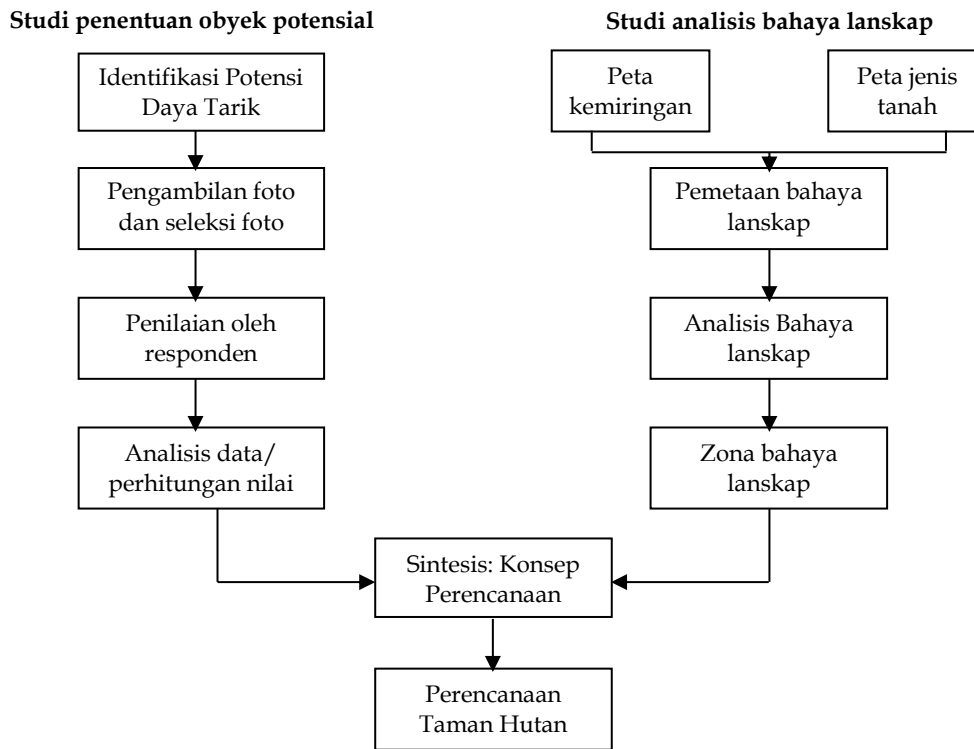 Studi penentuan obyek potensial
Identifikasi Potensi
Daya Tarik
Pengambilan foto
dan seleksi foto
Penilaian oleh
responden
Analisis data/
perhitungan nilai
Studi analisis bahaya lanskap
Peta
kemiringan
Peta jenis
tanah
Pemetaan bahaya
lanskap
Analisis Bahaya
lanskap
Zona bahaya
lanskap
Sintesis: Konsep
Perencanaan
Perencanaan
Taman Hutan